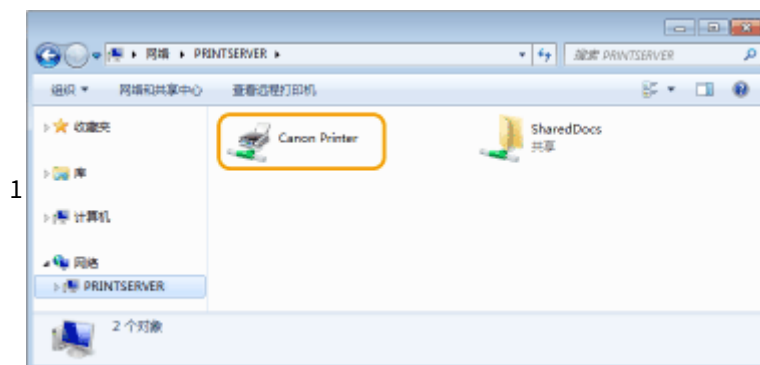 网络 ▸ PRINTSERVER ▸
搜索 PRINTSERVER
组织
网络和共享中心
查看远程打印机
收藏夹
Canon Printer
SharedDocs
共享
库
1
计算机
网络
PRINTSERVER
2 个对象